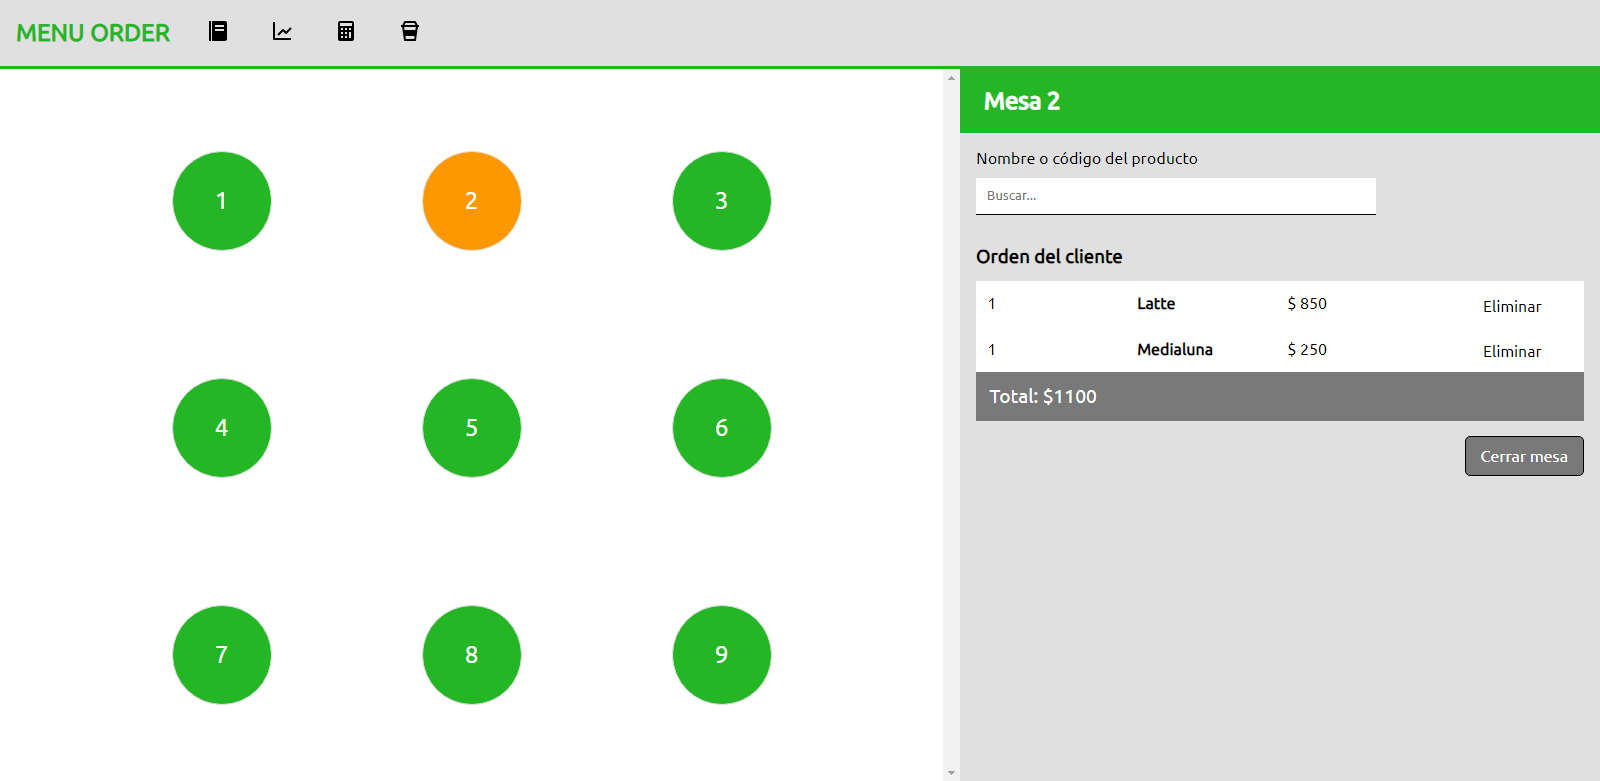 MENU ORDER
1 2 3
4 5 6
7 8 9
Mesa 2
Nombre o código del producto
Buscar...
Orden del cliente
1 Latte $ 850 Eliminar
1 Medialuna $ 250 Eliminar
Total: $1100
Cerrar mesa